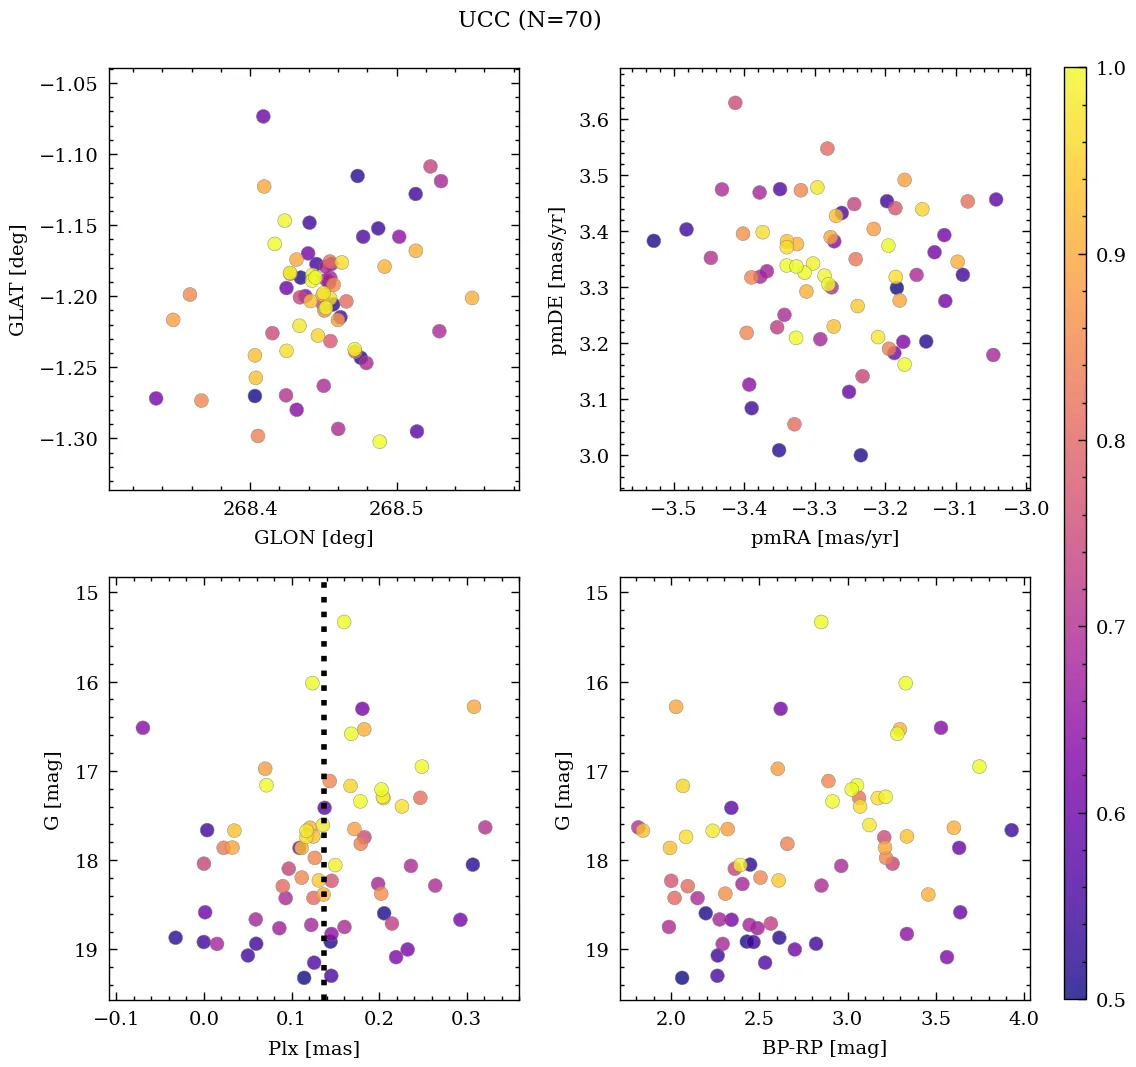 UCC (N=70)
−1.05
−1.10
−1.15
−1.20
−1.25
−1.30
GLAT [deg]
268.4 268.5
GLON [deg]
3.6
3.5
3.4
3.3
3.2
3.1
3.0
pmDE [mas/yr]
−3.5 −3.4 −3.3 −3.2 −3.1 −3.0
pmRA [mas/yr]
15
16
17
18
19
G [mag]
−0.1 0.0 0.1 0.2 0.3
Plx [mas]
15
16
17
18
19
G [mag]
2.0 2.5 3.0 3.5 4.0
BP-RP [mag]
1.0
0.9
0.8
0.7
0.6
0.5